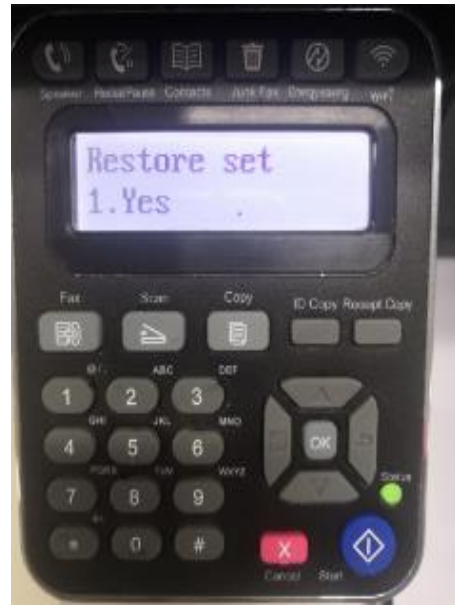 Speaker Redial/Pause Contacts Junk Fax Energysaving WiFi
Restore set
1.Yes
Fax Scan Copy ID Copy Receipt Copy
@/. ABC DEF
1 2 3
GHI JKL MNO
4 5 6 OK
PQRS TUV WXYZ
7 8 9 Status
* 0 # X
Cancel Start